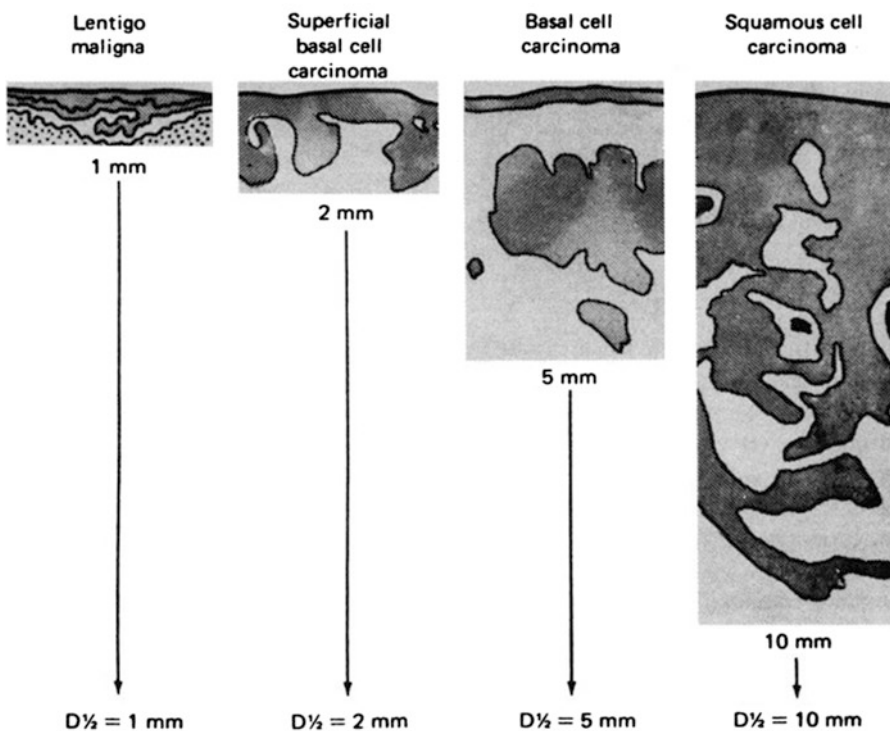 Lentigo
maligna
Superficial
basal cell
carcinoma
Basal cell
carcinoma
Squamous cell
carcinoma
1 mm
2 mm
5 mm
10 mm
D½ = 1 mm
D½ = 2 mm
D½ = 5 mm
D½ = 10 mm